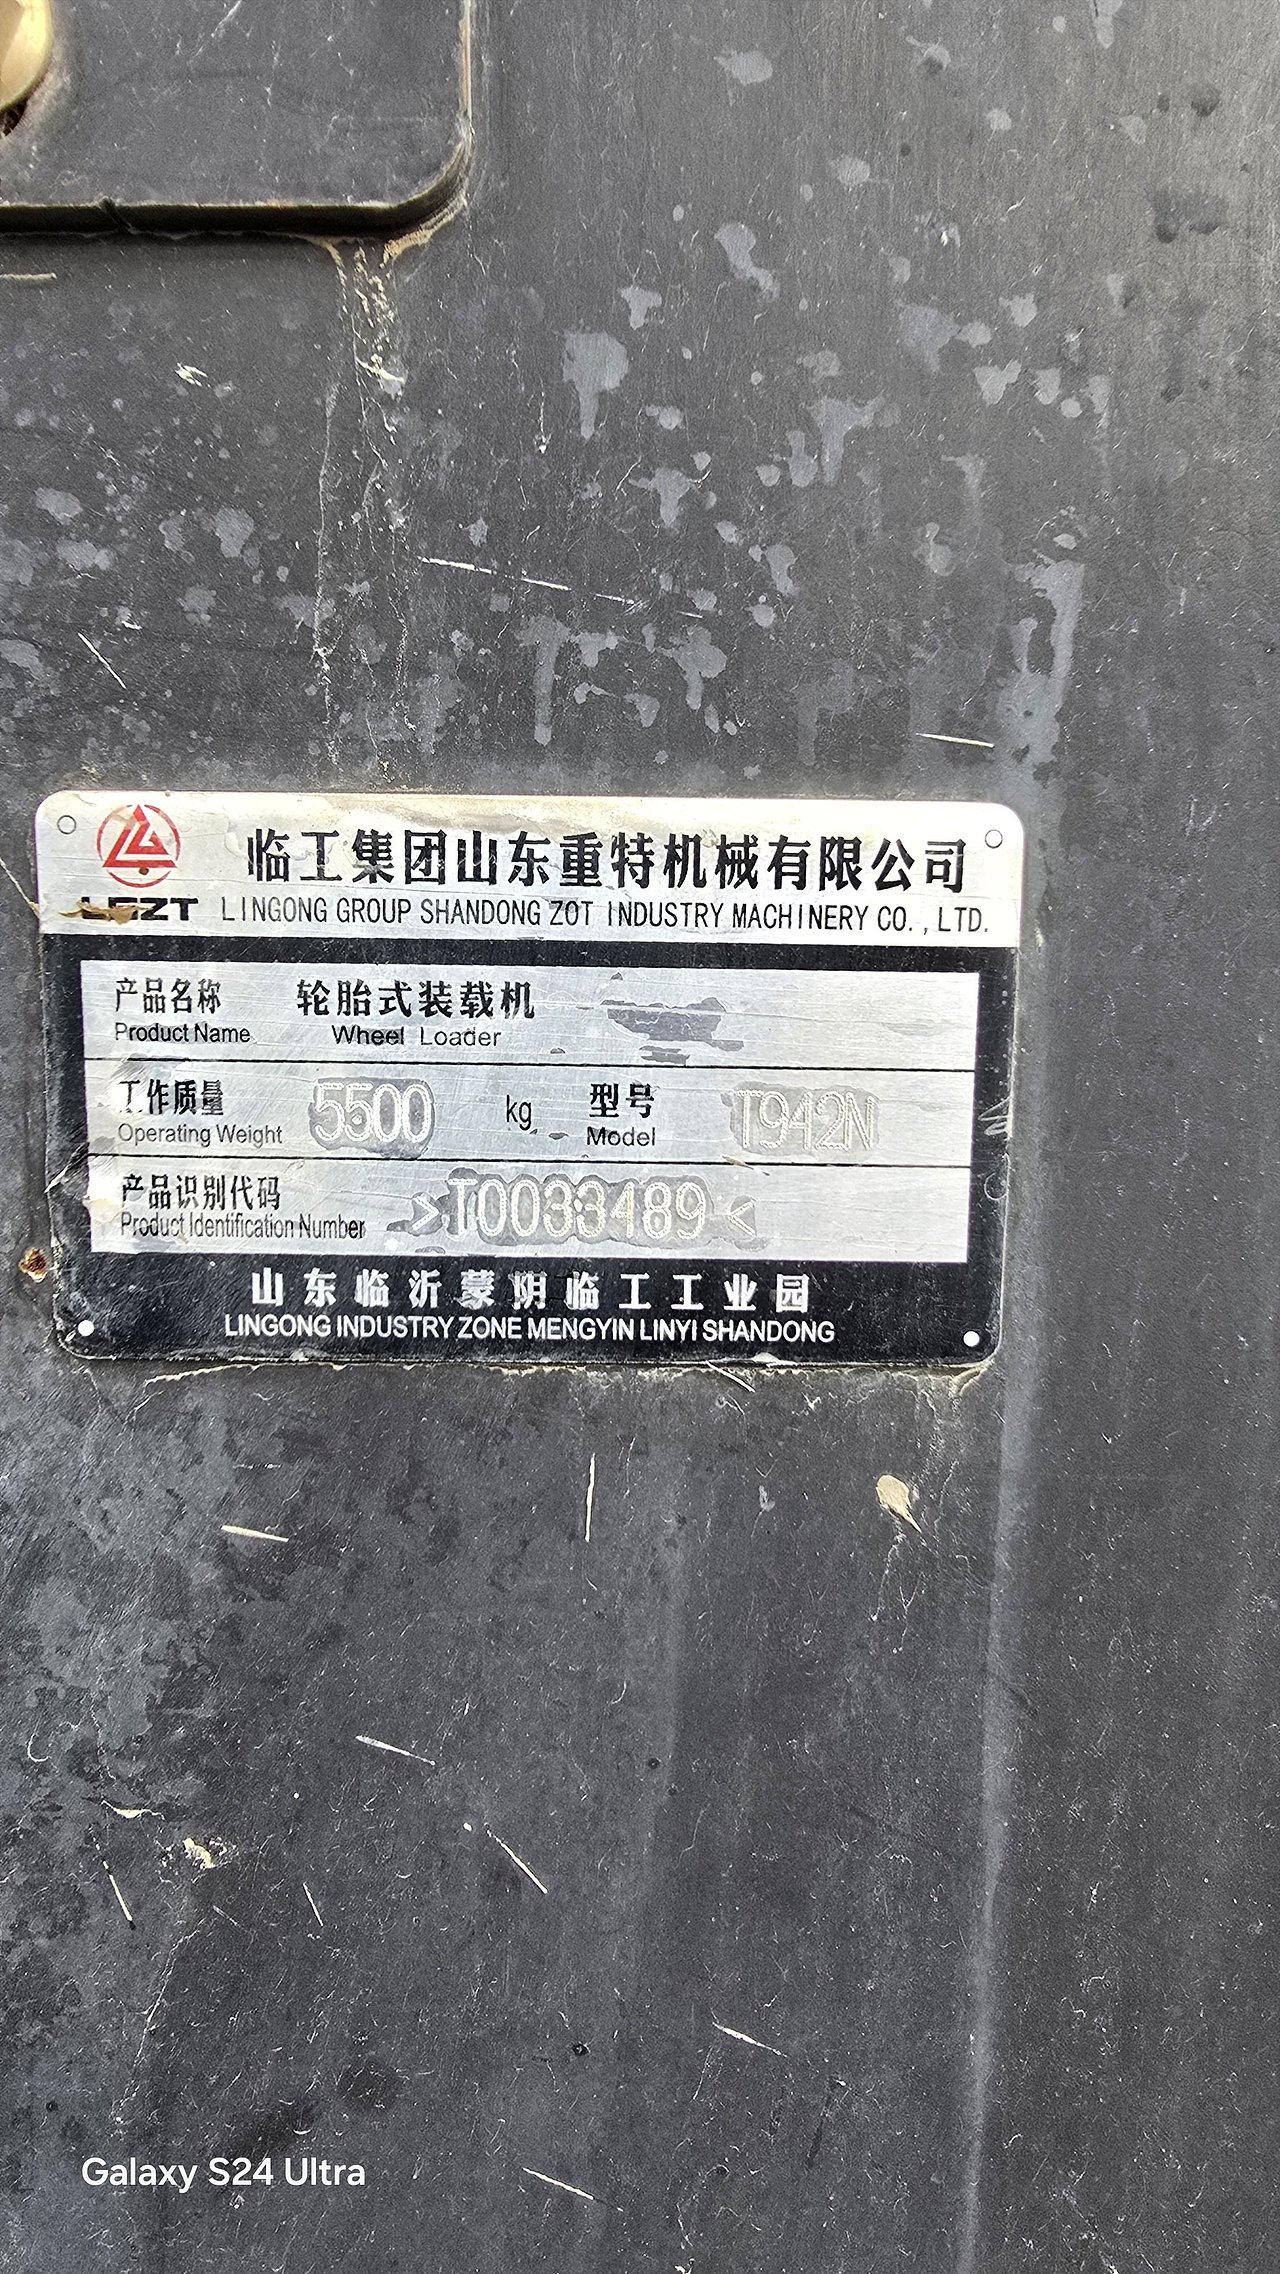 临工集团山东重特机械有限公司
LGZT LINGONG GROUP SHANDONG ZOT INDUSTRY MACHINERY CO., LTD.
产品名称 轮胎式装载机
Product Name Wheel Loader
工作质量 5500 kg 型号 T942N
Operating Weight Model
产品识别代码 >T0033489<
Product Identification Number
山东临沂蒙阴临工工业园
LINGONG INDUSTRY ZONE MENGYIN LINYI SHANDONG
Galaxy S24 Ultra